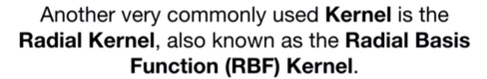 Another very commonly used Kernel is the
Radial Kernel, also known as the Radial Basis
Function (RBF) Kernel.